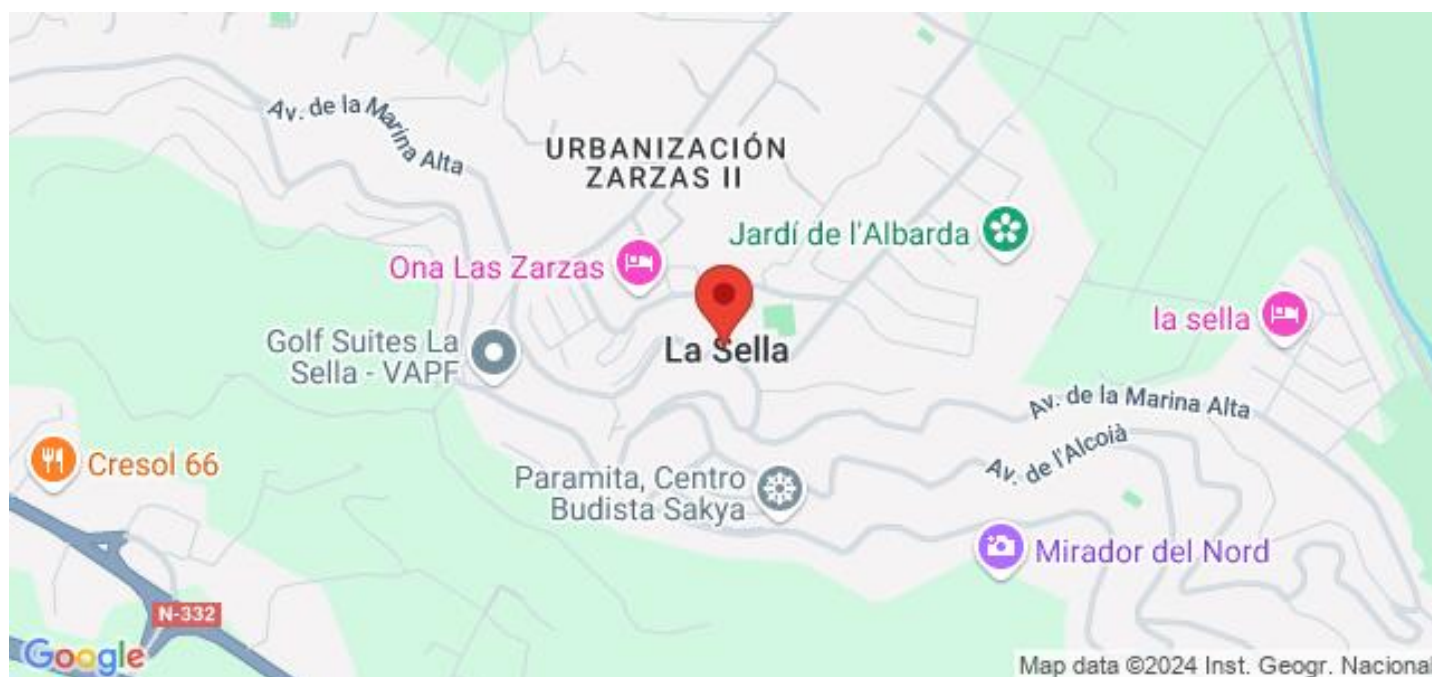 Av. de la Marina Alta
URBANIZACIÓN
ZARZAS II
Jardí de l'Albarda
Ona Las Zarzas
la sella
Golf Suites La
Sella - VAPF
La Sella
Av. de la Marina Alta
Av. de l'Alcoià
Cresol 66
Paramita, Centro
Budista Sakya
Mirador del Nord
N-332
Google
Map data ©2024 Inst. Geogr. Nacional